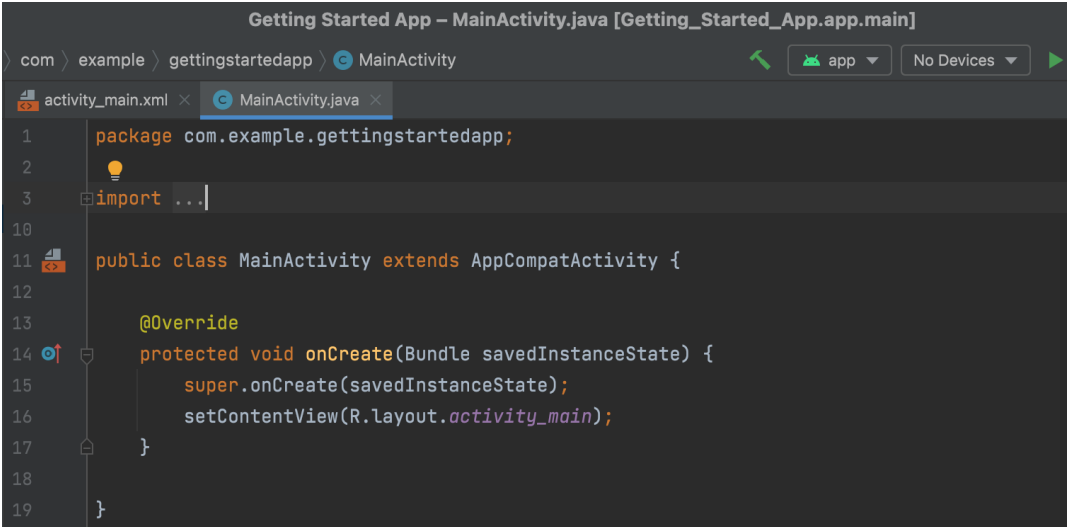 Getting Started App – MainActivity.java [Getting_Started_App.app.main]
com example gettingstartedapp C MainActivity app No Devices
activity_main.xml C MainActivity.java
1 package com.example.gettingstartedapp;
2
3 import ...
10
11 public class MainActivity extends AppCompatActivity {
12
13 @Override
14 protected void onCreate(Bundle savedInstanceState) {
15 super.onCreate(savedInstanceState);
16 setContentView(R.layout.activity_main);
17 }
18
19 }